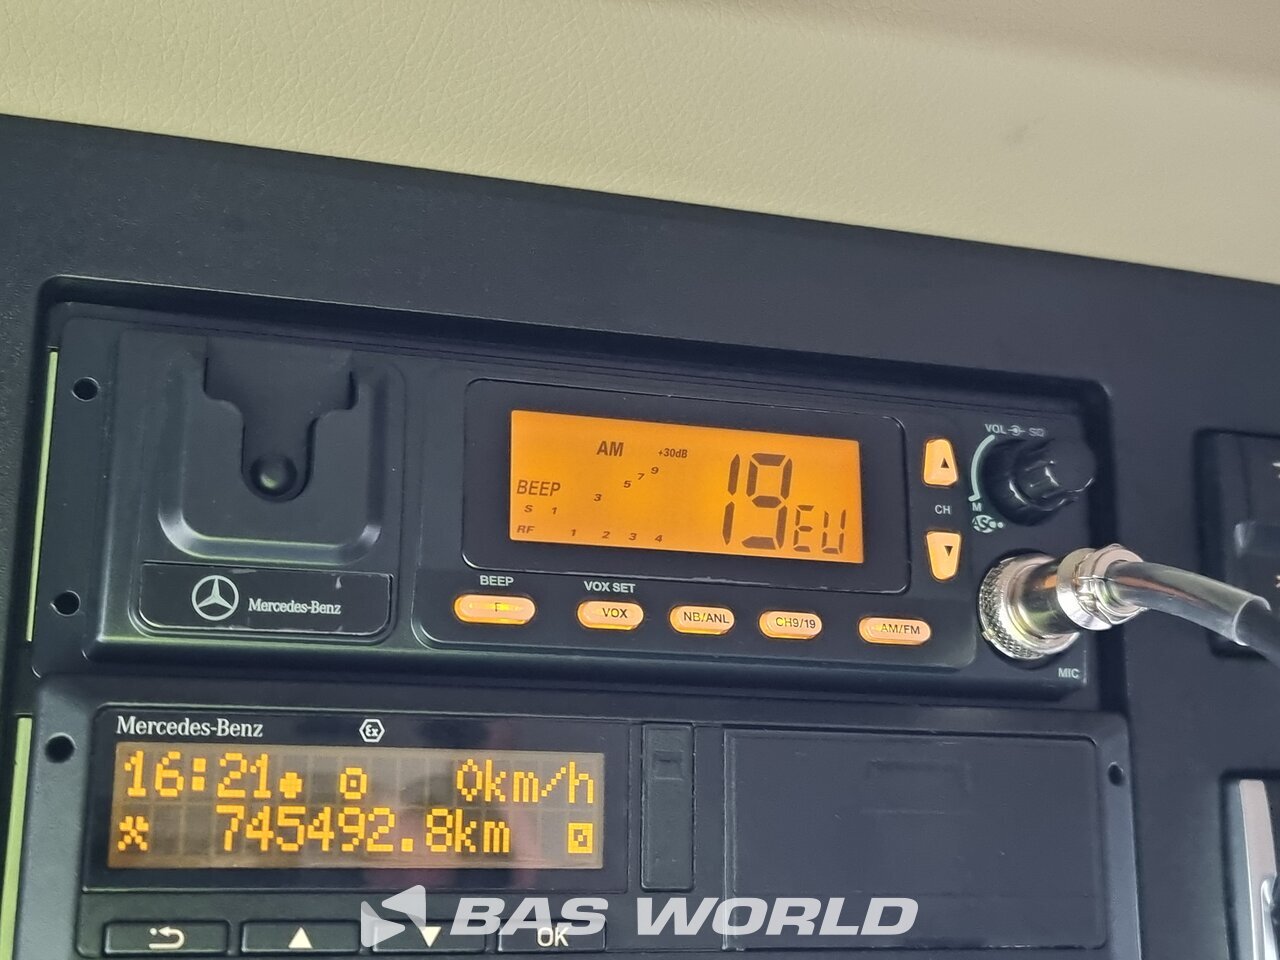 VOL SQ
AM +30dB
9
7
5
BEEP 3
S 1
RF 1 2 3 4
19 EU
CH
M
ASC
BEEP
VOX SET
VOX
NB/ANL
CH9/19
AM/FM
MIC
Mercedes-Benz
Mercedes-Benz
Ex
16:21 0km/h
745492.8km
OK
BAS WORLD